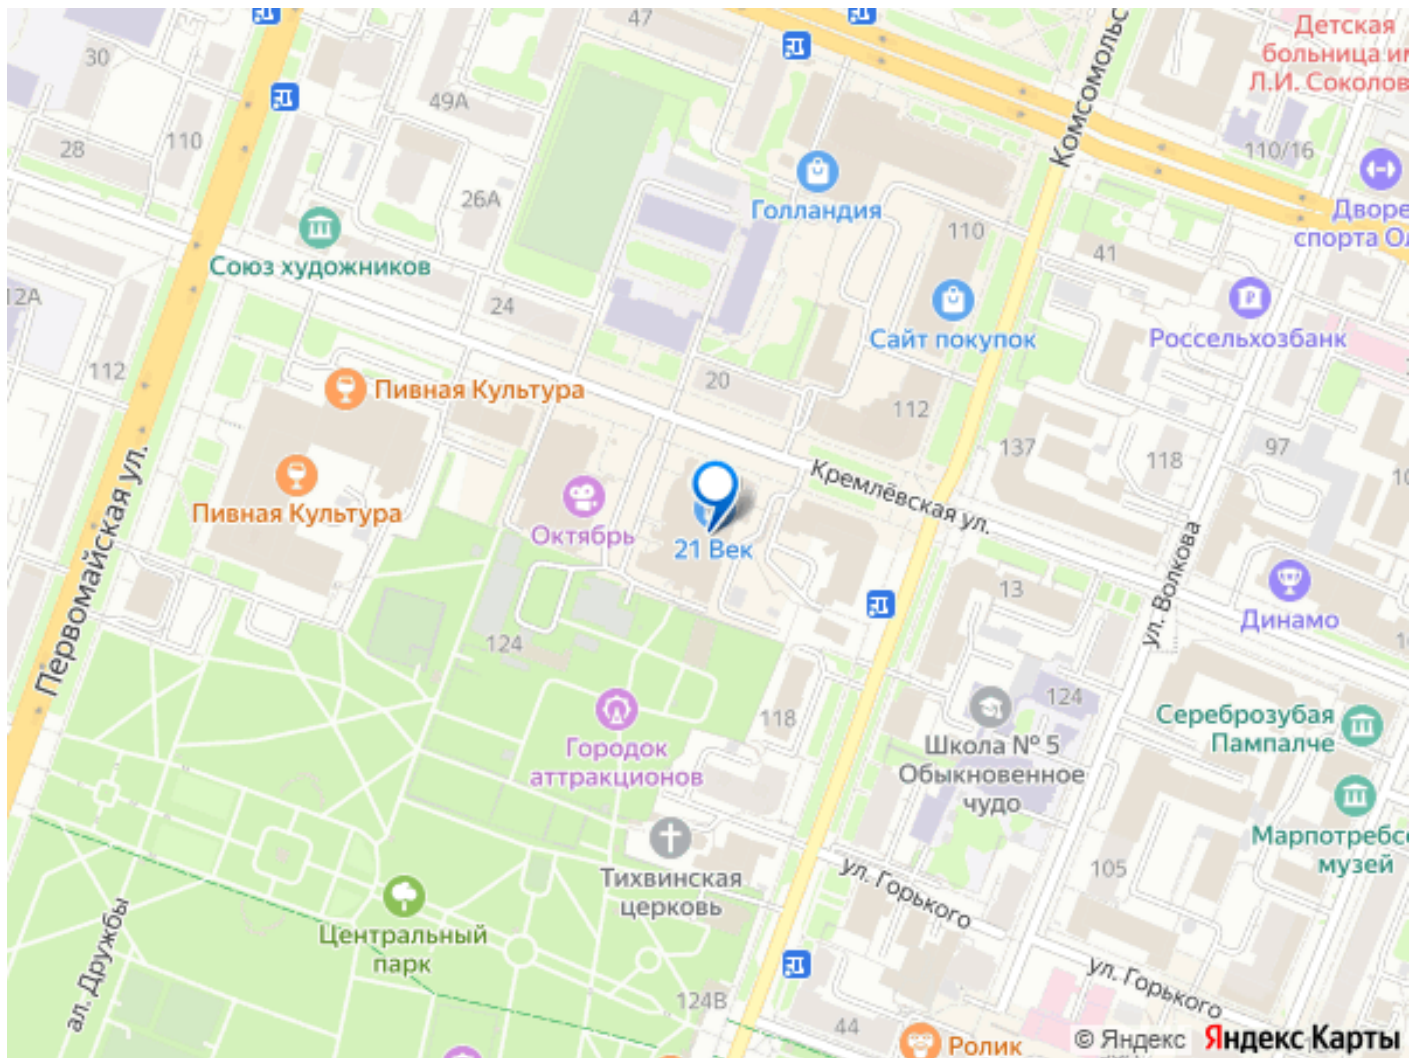 47
Детская
больница им
Л.И. Соколов
30
49А
Комсомольс
28
110
110/16
26А
Голландия
Дворе
спорта Ол
Союз художников
110
41
12А
24
Сайт покупок
Россельхозбанк
112
Пивная Культура
20
112
137
118
97
Кремлёвская ул.
10
Пивная Культура
Октябрь
21 Век
Первомайская ул.
ул. Волкова
13
Динамо
124
124
118
Городок
аттракционов
Школа № 5
Обыкновенное
чудо
Сереброзубая
Пампалче
Марпотребсо
музей
Тихвинская
церковь
ул. Горького
105
Центральный
парк
ал. Дружбы
124В
44
ул. Горького
Ролик
© Яндекс Яндекс Карты